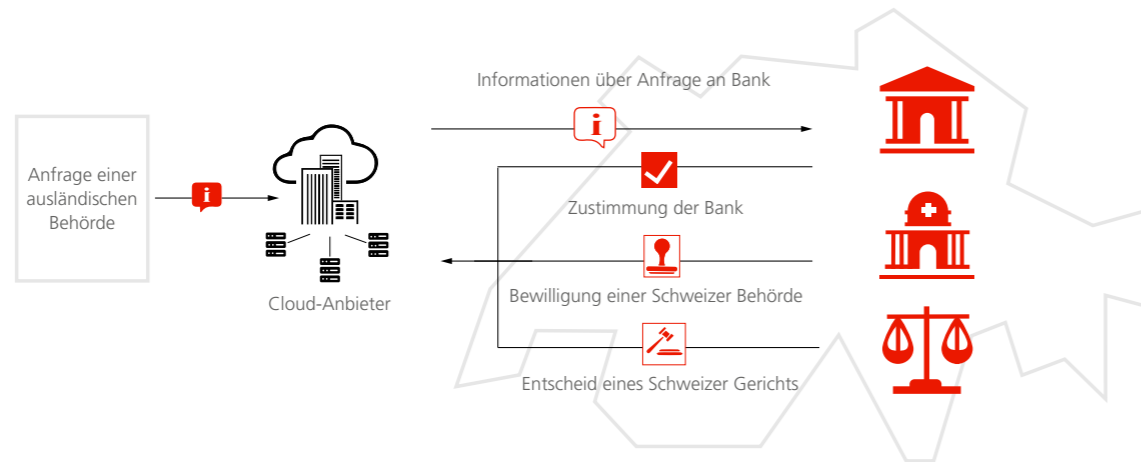 Informationen über Anfrage an Bank
Anfrage einer
ausländischen
Behörde
Zustimmung der Bank
Bewilligung einer Schweizer Behörde
Cloud-Anbieter
Entscheid eines Schweizer Gerichts